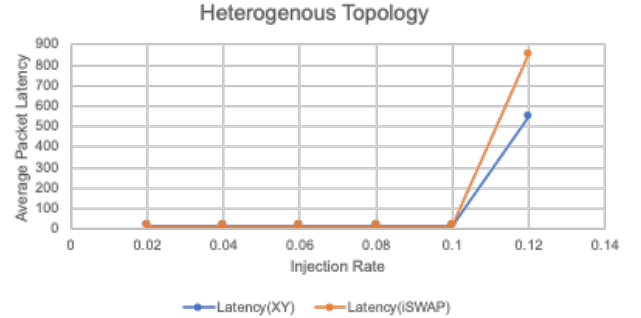 Heterogenous Topology
Average Packet Latency
900
800
700
600
500
400
300
200
100
0
0 0.02 0.04 0.06 0.08 0.1 0.12 0.14
Injection Rate
Latency(XY) Latency(iSWAP)